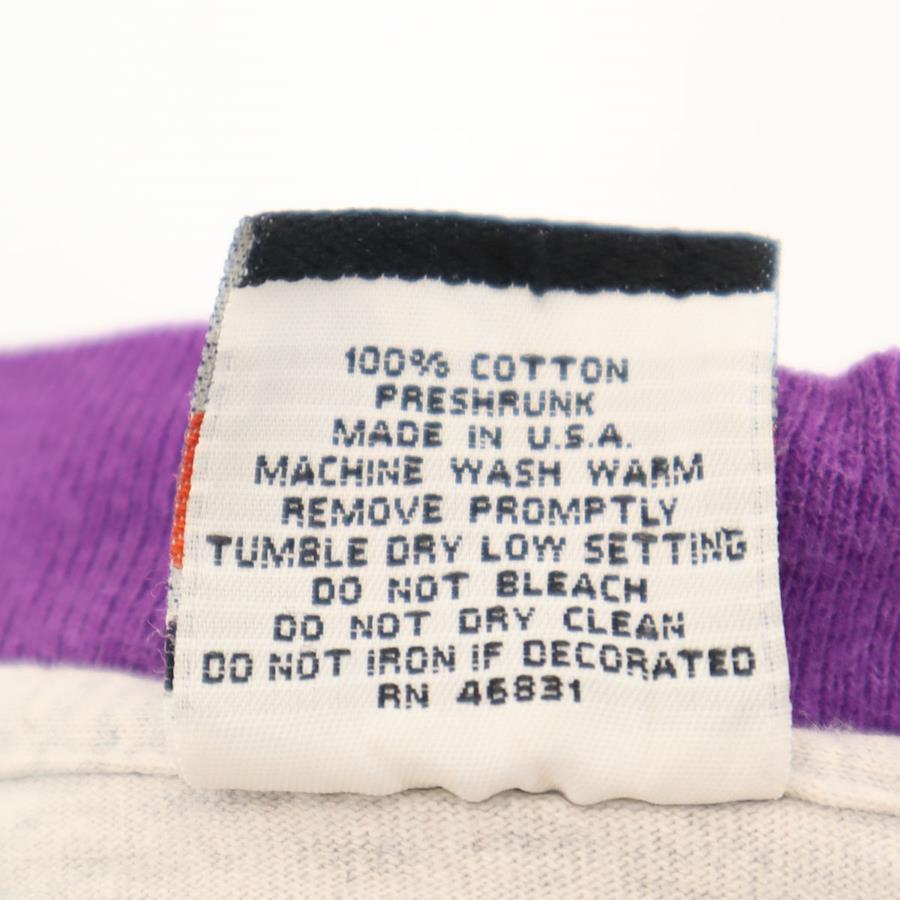 100% COTTON
PRESHRUNK
MADE IN U.S.A.
MACHINE WASH WARM
REMOVE PROMPTLY
TUMBLE DRY LOW SETTING
DO NOT BLEACH
DO NOT DRY CLEAN
DO NOT IRON IF DECORATED
RN 46831